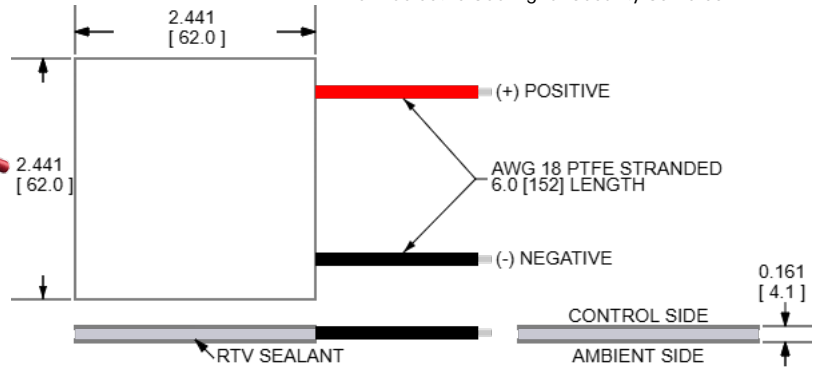 2.441
[ 62.0 ]
(+) POSITIVE
2.441
[ 62.0 ]
AWG 18 PTFE STRANDED
6.0 [152] LENGTH
(-) NEGATIVE
0.161
[ 4.1 ]
CONTROL SIDE
RTV SEALANT
AMBIENT SIDE